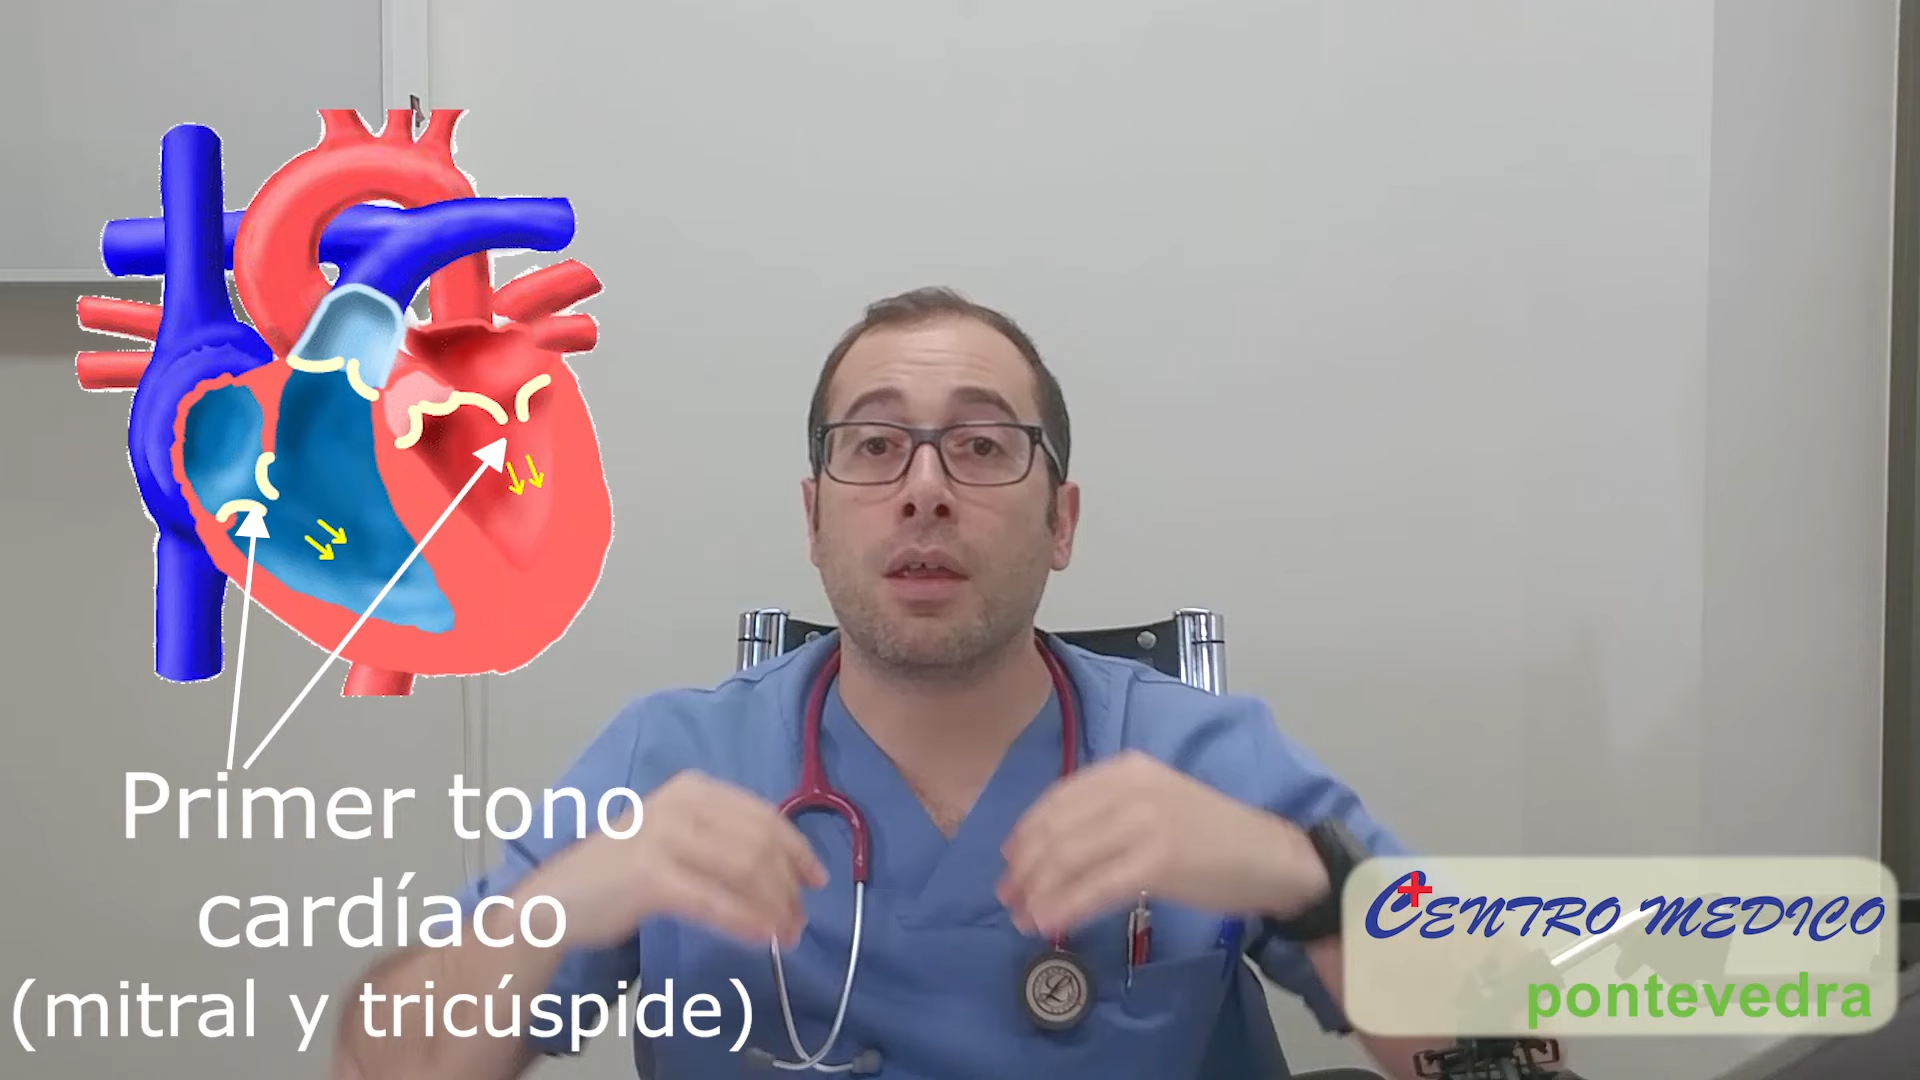 Primer tono
cardíaco
(mitral y tricúspide)
CENTRO MEDICO
pontevedra